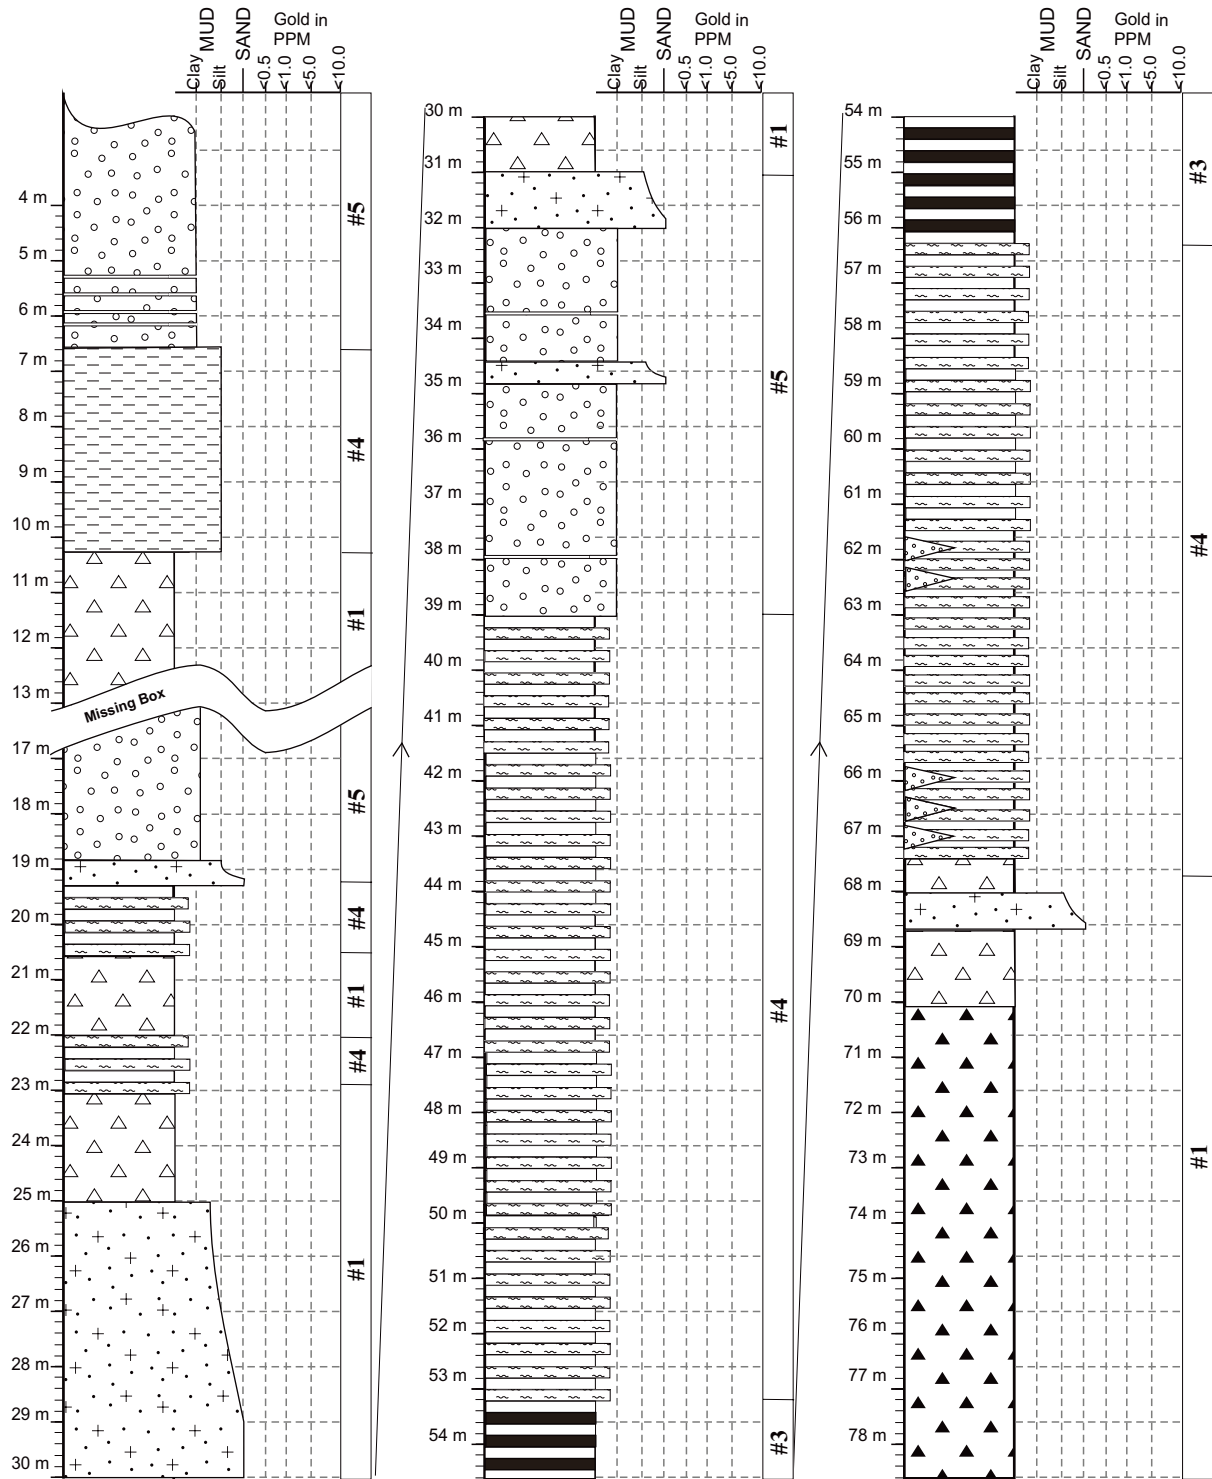 Clay
MUD
Silt
SAND
Gold in
PPM
<0.5
<1.0
<5.0
<10.0
4 m
5 m
6 m
7 m
8 m
9 m
10 m
11 m
12 m
13 m
Missing Box
17 m
18 m
19 m
20 m
21 m
22 m
23 m
24 m
25 m
26 m
27 m
28 m
29 m
30 m
#5
#4
#1
#5
#4
#1
#4
#1
Clay
MUD
Silt
SAND
Gold in
PPM
<0.5
<1.0
<5.0
<10.0
30 m
31 m
32 m
33 m
34 m
35 m
36 m
37 m
38 m
39 m
40 m
41 m
42 m
43 m
44 m
45 m
46 m
47 m
48 m
49 m
50 m
51 m
52 m
53 m
54 m
#1
#5
#4
#3
Clay
MUD
Silt
SAND
Gold in
PPM
<0.5
<1.0
<5.0
<10.0
54 m
55 m
56 m
57 m
58 m
59 m
60 m
61 m
62 m
63 m
64 m
65 m
66 m
67 m
68 m
69 m
70 m
71 m
72 m
73 m
74 m
75 m
76 m
77 m
78 m
#3
#4
#1